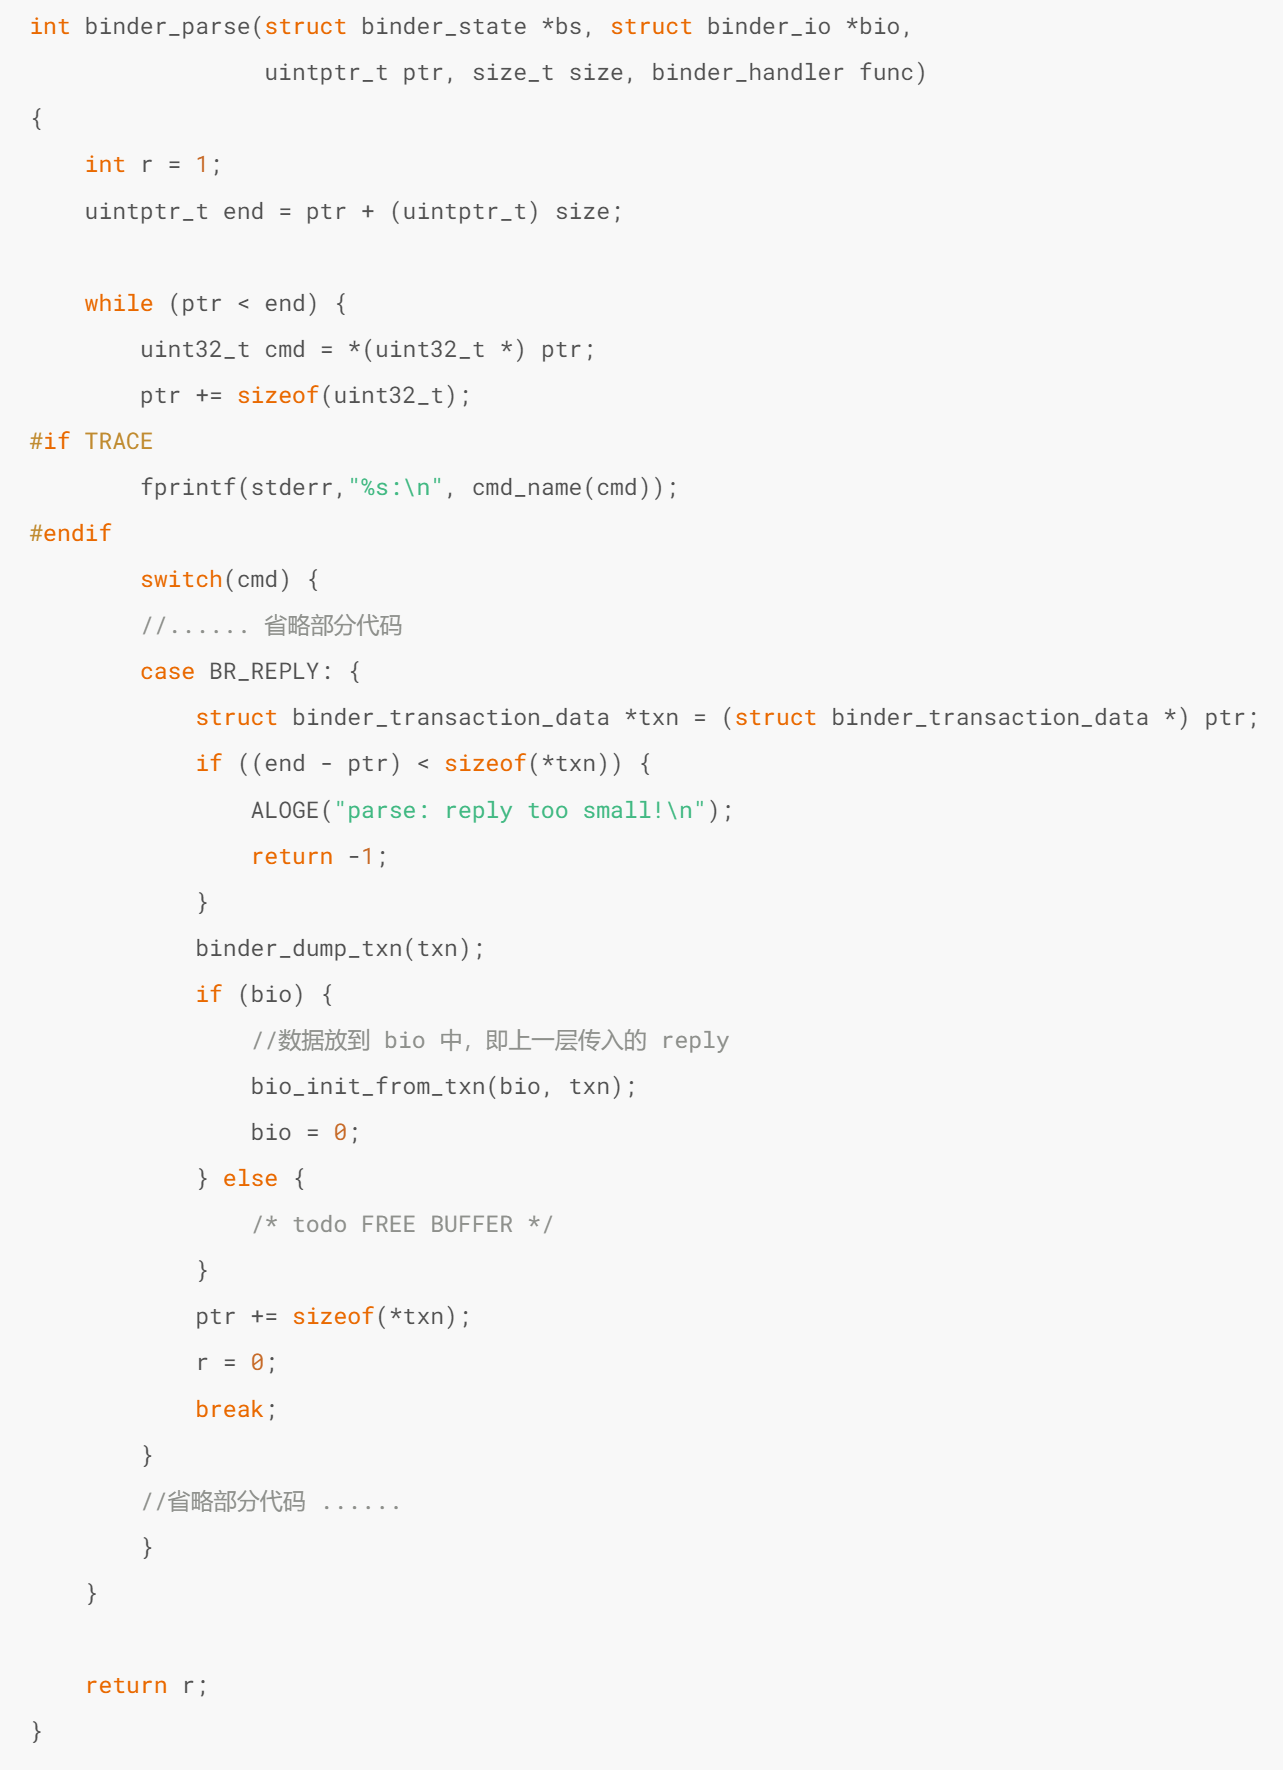 int binder_parse(struct binder_state *bs, struct binder_io *bio,
                 uintptr_t ptr, size_t size, binder_handler func)
{
    int r = 1;
    uintptr_t end = ptr + (uintptr_t) size;

    while (ptr < end) {
        uint32_t cmd = *(uint32_t *) ptr;
        ptr += sizeof(uint32_t);
#if TRACE
        fprintf(stderr,"%s:\n", cmd_name(cmd));
#endif
        switch(cmd) {
        //...... 省略部分代码
        case BR_REPLY: {
            struct binder_transaction_data *txn = (struct binder_transaction_data *) ptr;
            if ((end - ptr) < sizeof(*txn)) {
                ALOGE("parse: reply too small!\n");
                return -1;
            }
            binder_dump_txn(txn);
            if (bio) {
                //数据放到 bio 中，即上一层传入的 reply
                bio_init_from_txn(bio, txn);
                bio = 0;
            } else {
                /* todo FREE BUFFER */
            }
            ptr += sizeof(*txn);
            r = 0;
            break;
        }
        //省略部分代码 ......
        }
    }

    return r;
}